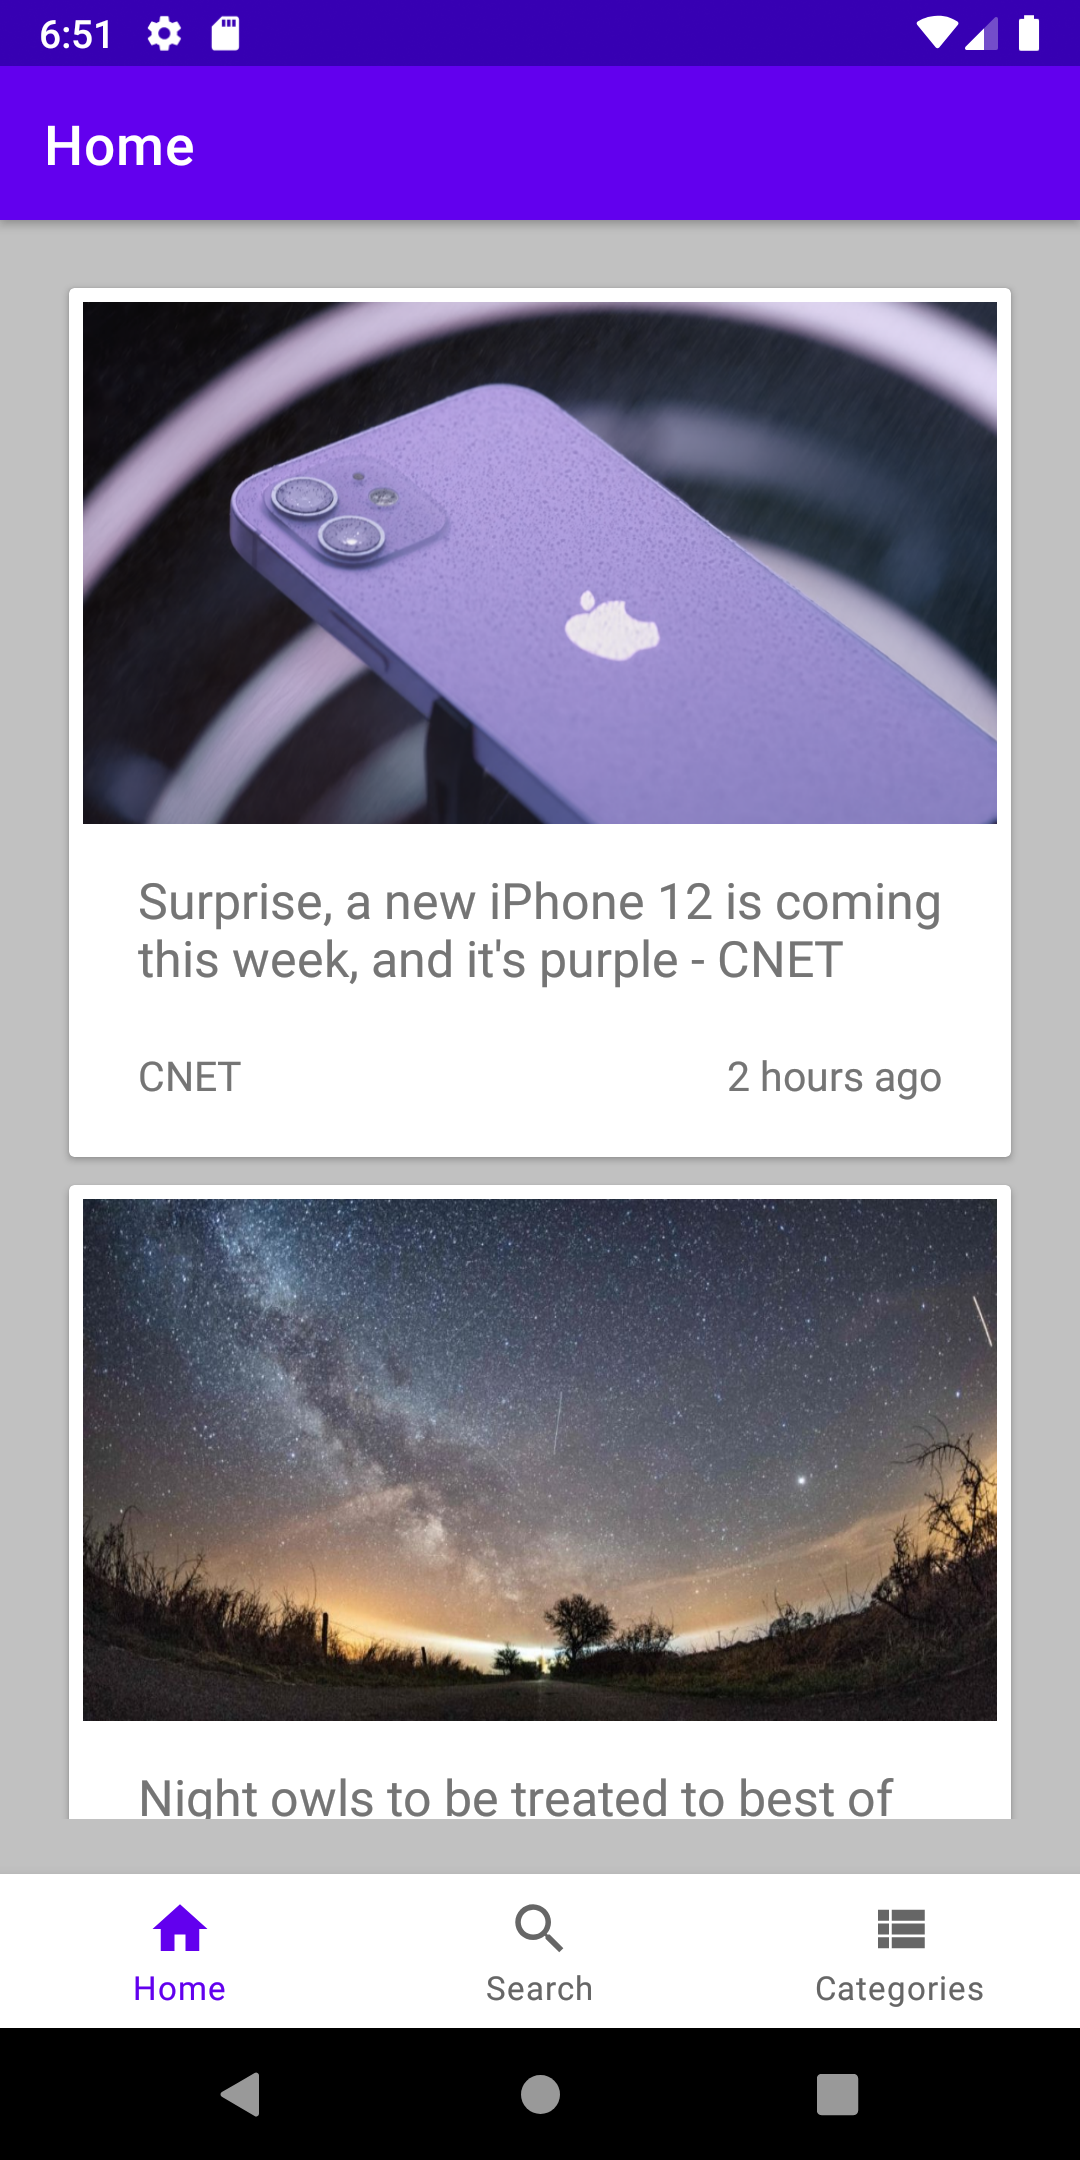 6:51
Home
Surprise, a new iPhone 12 is coming
this week, and it's purple - CNET
CNET
2 hours ago
Night owls to be treated to best of
Home
Search
Categories